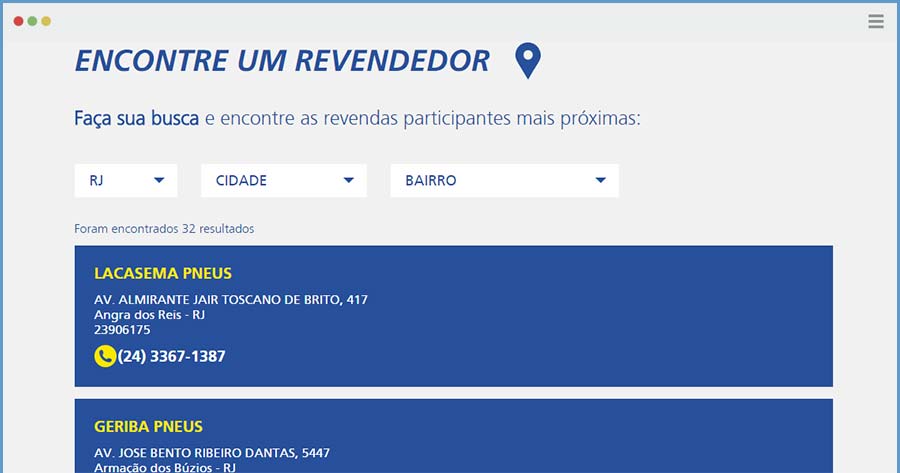 ENCONTRE UM REVENDEDOR
Faça sua busca e encontre as revendas participantes mais próximas:
RJ
CIDADE
BAIRRO
Foram encontrados 32 resultados
LACASEMA PNEUS
AV. ALMIRANTE JAIR TOSCANO DE BRITO, 417
Angra dos Reis - RJ
23906175
(24) 3367-1387
GERIBA PNEUS
AV. JOSE BENTO RIBEIRO DANTAS, 5447
Armação dos Búzios - RJ